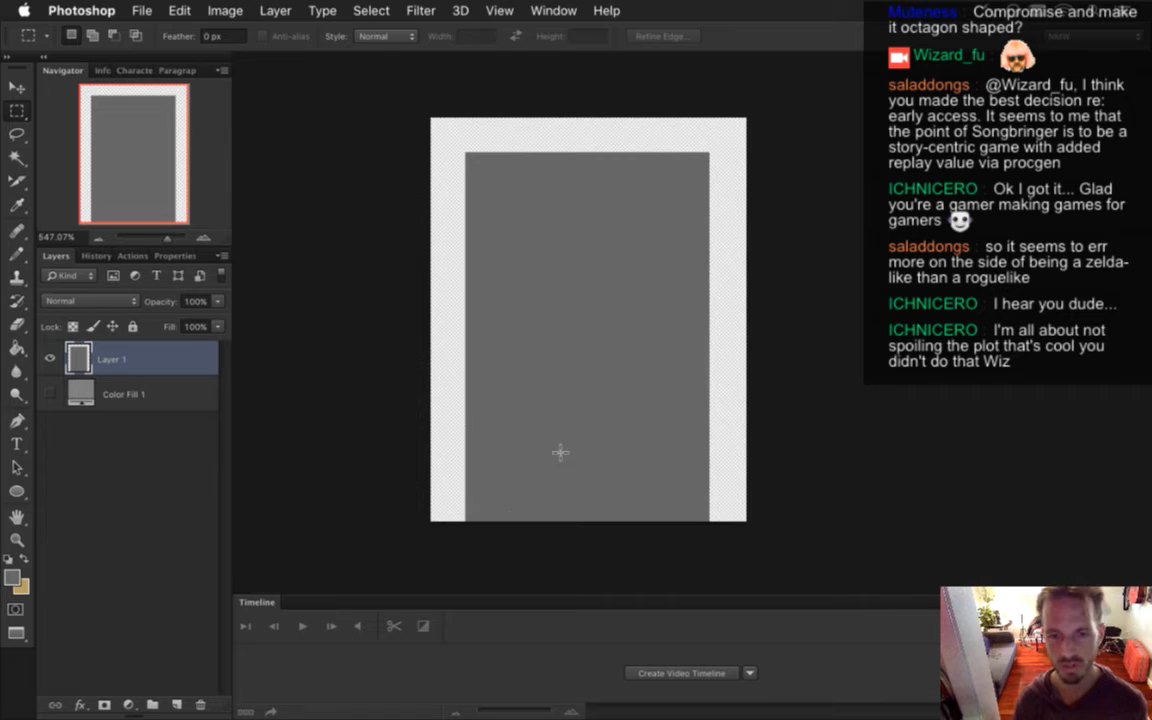 Photoshop File Edit Image Layer Type Select Filter 3D View Window Help
Feather: 0 px Anti-alias Style: Normal Width: Height: Refine Edge...
Navigator Info Characte Paragrap
547.07%
Layers History Actions Properties
Kind
Normal Opacity: 100%
Lock: Fill: 100%
Layer 1
Color Fill 1
Timeline
Create Video Timeline
Muteness : Compromise and make
it octagon shaped?
Wizard_fu :
saladdongs : @Wizard_fu, I think
you made the best decision re:
early access. It seems to me that
the point of Songbringer is to be a
story-centric game with added
replay value via procgen
ICHNICERO : Ok I got it... Glad
you're a gamer making games for
gamers
saladdongs : so it seems to err
more on the side of being a zelda-
like than a roguelike
ICHNICERO : I hear you dude...
ICHNICERO : I'm all about not
spoiling the plot that's cool you
didn't do that Wiz